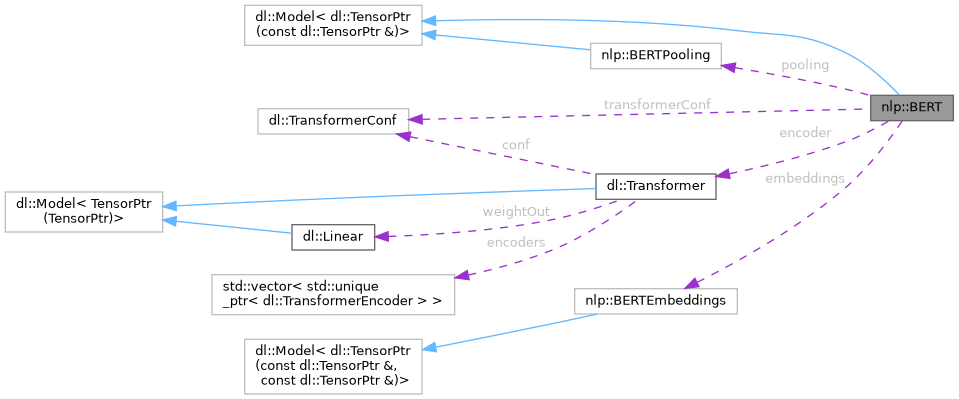 dl::Model< dl::TensorPtr
(const dl::TensorPtr &)>
nlp::BERTPooling
pooling
nlp::BERT
transformerConf
dl::TransformerConf
encoder
conf
embeddings
dl::Transformer
dl::Model< TensorPtr
(TensorPtr)>
weightOut
dl::Linear
encoders
std::vector< std::unique
_ptr< dl::TransformerEncoder > >
nlp::BERTEmbeddings
dl::Model< dl::TensorPtr
(const dl::TensorPtr &,
const dl::TensorPtr &)>